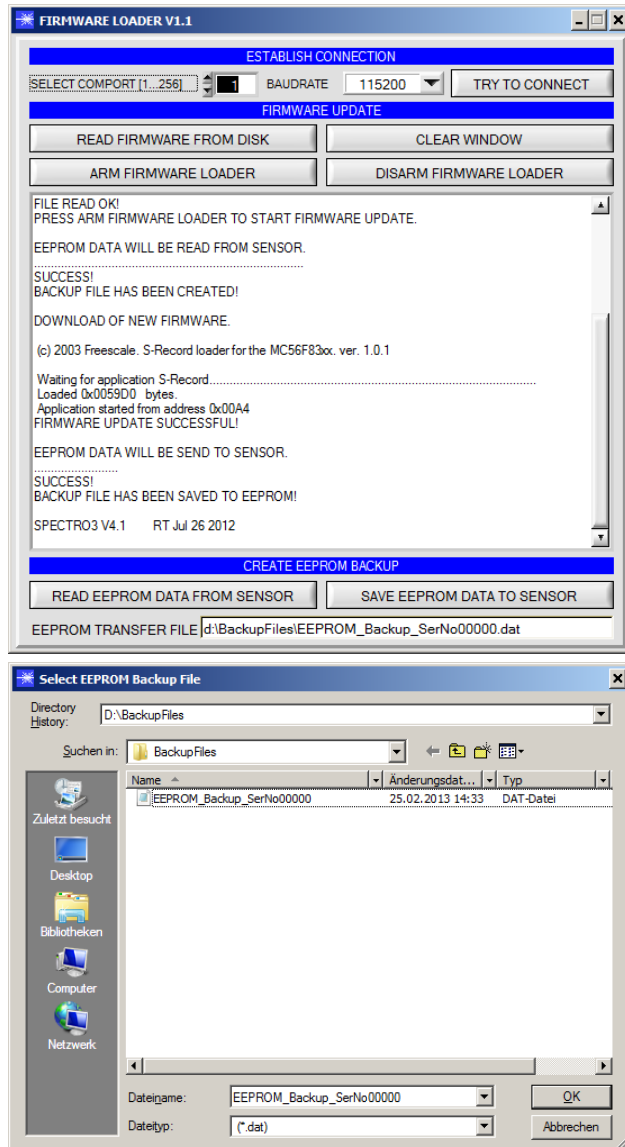 FIRMWARE LOADER V1.1
ESTABLISH CONNECTION
SELECT COMPORT [1...256] 1 BAUDRATE 115200 TRY TO CONNECT
FIRMWARE UPDATE
READ FIRMWARE FROM DISK CLEAR WINDOW
ARM FIRMWARE LOADER DISARM FIRMWARE LOADER
FILE READ OK!
PRESS ARM FIRMWARE LOADER TO START FIRMWARE UPDATE.
EEPROM DATA WILL BE READ FROM SENSOR.
......................................................................
SUCCESS!
BACKUP FILE HAS BEEN CREATED!
DOWNLOAD OF NEW FIRMWARE.
(c) 2003 Freescale. S-Record loader for the MC56F83xx. ver. 1.0.1
Waiting for application S-Record....................................................................................
Loaded 0x0059D0 bytes.
Application started from address 0x00A4
FIRMWARE UPDATE SUCCESSFUL!
EEPROM DATA WILL BE SEND TO SENSOR.
......................
SUCCESS!
BACKUP FILE HAS BEEN SAVED TO EEPROM!
SPECTRO3 V4.1 RT Jul 26 2012
CREATE EEPROM BACKUP
READ EEPROM DATA FROM SENSOR SAVE EEPROM DATA TO SENSOR
EEPROM TRANSFER FILE d:\BackupFiles\EEPROM_Backup_SerNo00000.dat
Select EEPROM Backup File
Directory
History: D:\BackupFiles
Suchen in: BackupFiles
Name Änderungsdat... Typ
EEPROM_Backup_SerNo00000 25.02.2013 14:33 DAT-Datei
Zuletzt besucht
Desktop
Bibliotheken
Computer
Netzwerk
Dateiname: EEPROM_Backup_SerNo00000 OK
Dateityp: (*.dat) Abbrechen